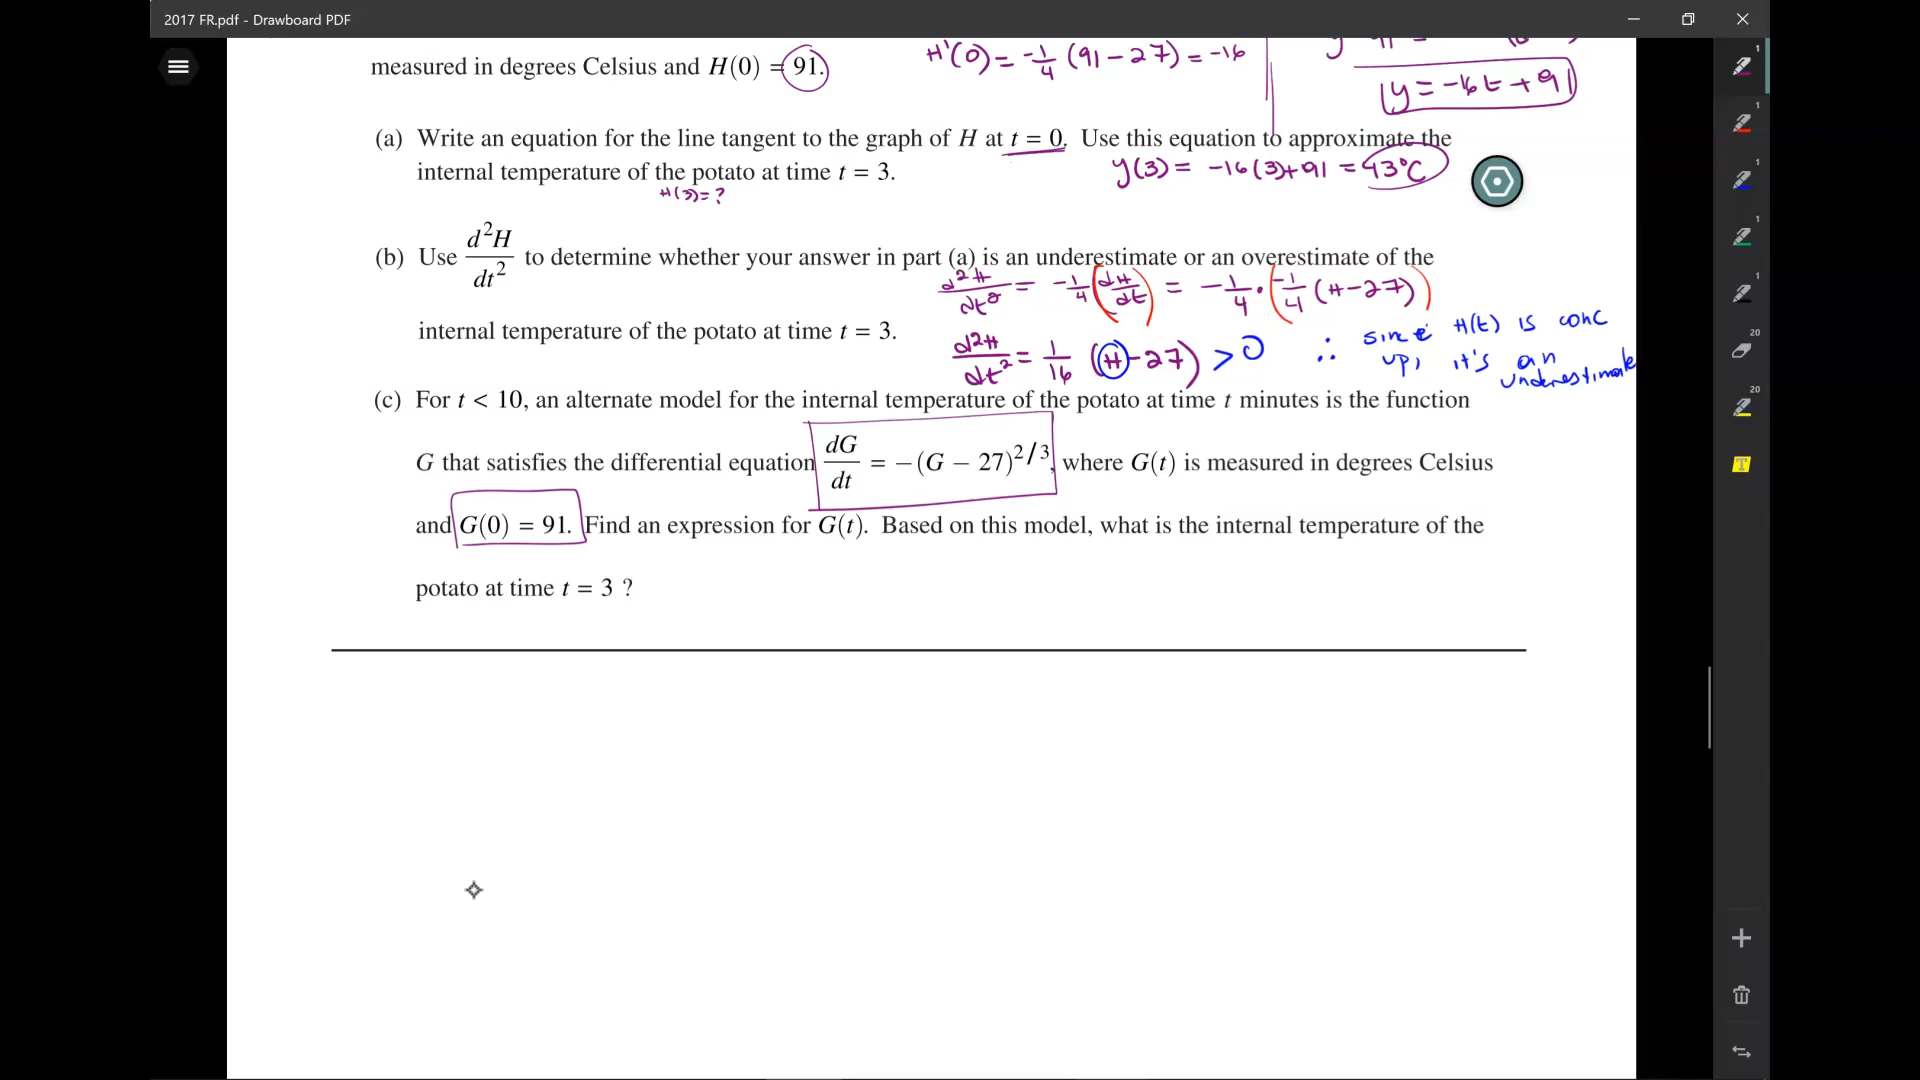 2017 FR.pdf - Drawboard PDF
measured in degrees Celsius and H(0) = 91.
H'(0) = -1/4 (91-27) = -16
y = -16t + 91
(a) Write an equation for the line tangent to the graph of H at t = 0. Use this equation to approximate the
internal temperature of the potato at time t = 3.
y(3) = -16(3)+91 = 43°C
H(3)=?
(b) Use d²H/dt² to determine whether your answer in part (a) is an underestimate or an overestimate of the
d²H/dt² = -1/4 (dH/dt) = -1/4 · (-1/4 (H-27))
internal temperature of the potato at time t = 3.
d²H/dt² = 1/16 (H-27) > 0 ∴ since H(t) is conc
up, it's an
underestimate
(c) For t < 10, an alternate model for the internal temperature of the potato at time t minutes is the function
G that satisfies the differential equation dG/dt = −(G − 27)^2/3, where G(t) is measured in degrees Celsius
and G(0) = 91. Find an expression for G(t). Based on this model, what is the internal temperature of the
potato at time t = 3 ?
1
1
1
1
1
20
20
T